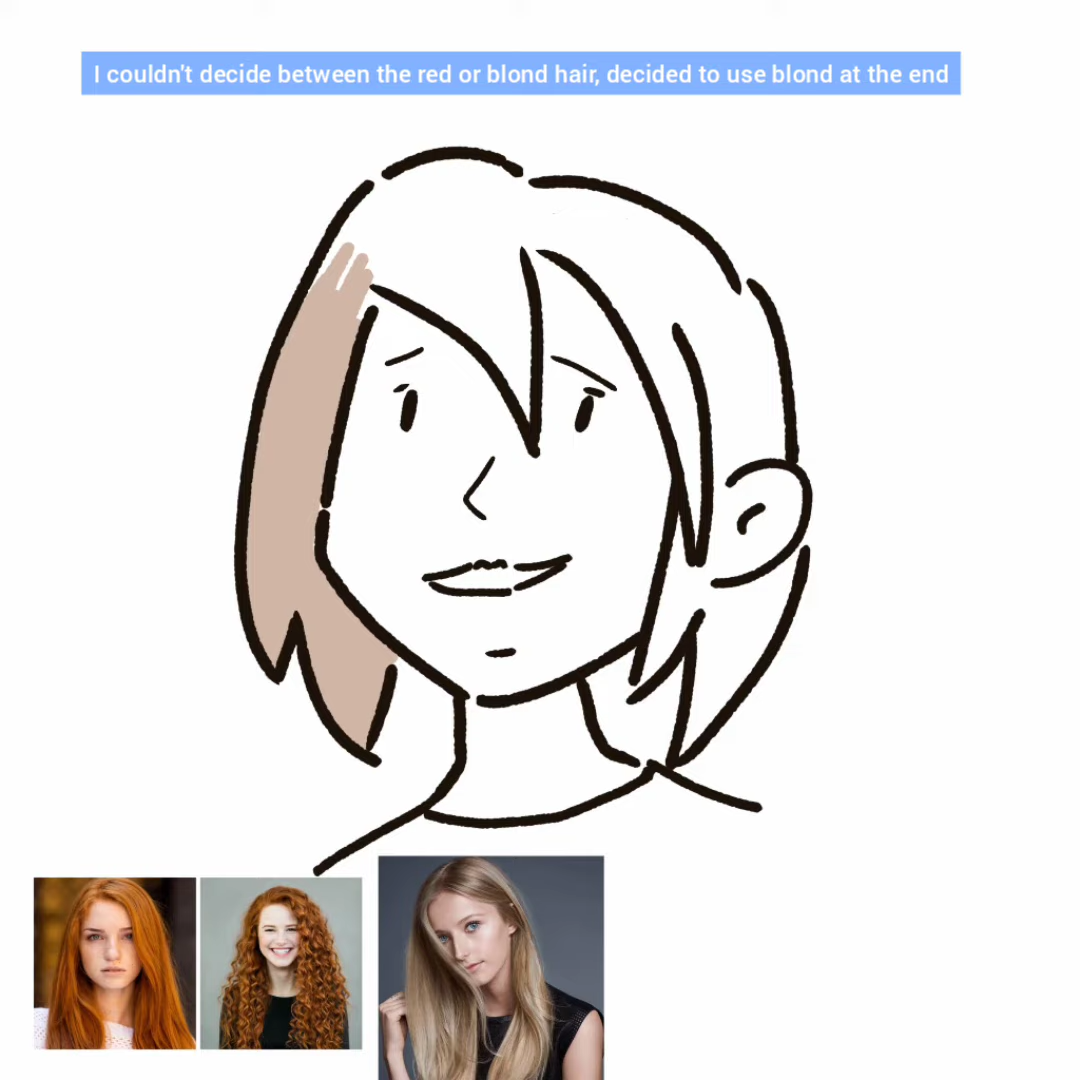 I couldn't decide between the red or blond hair, decided to use blond at the end